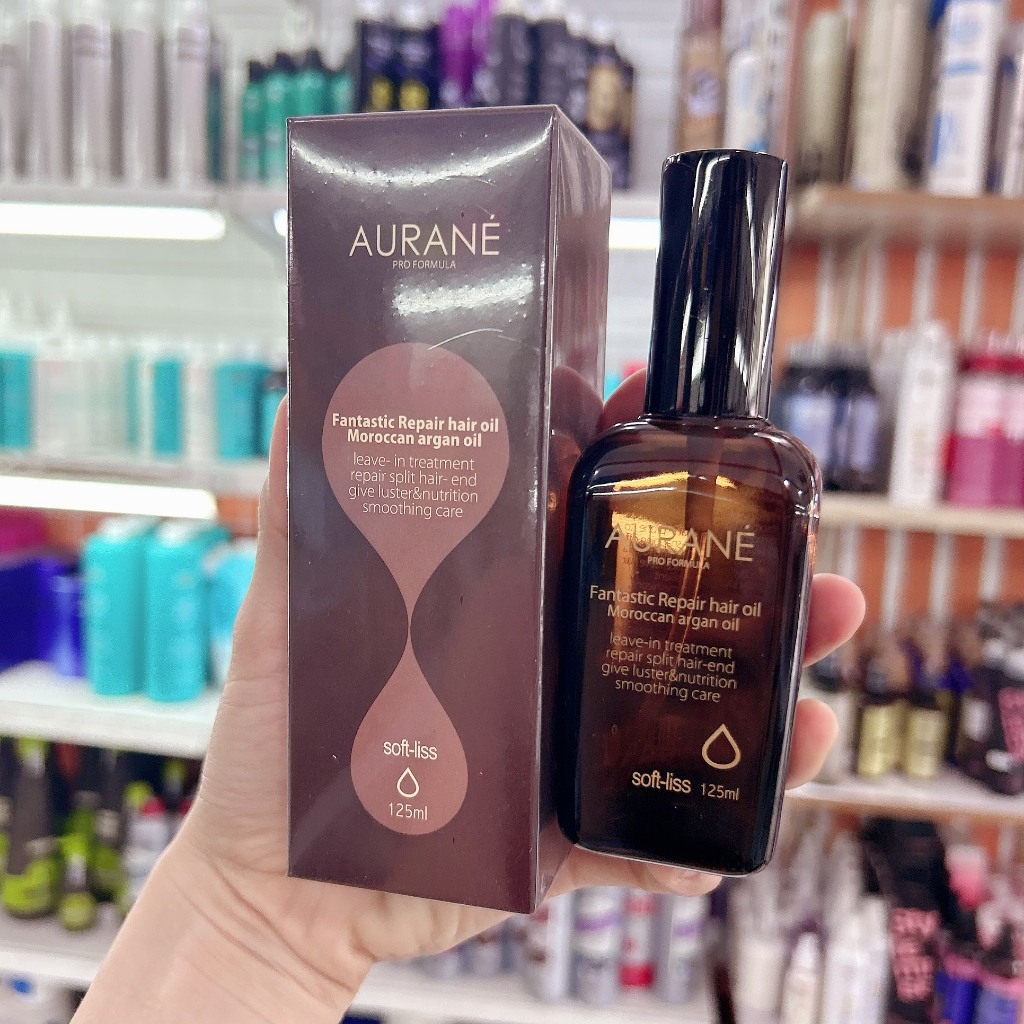 AURANÉ
PRO FORMULA
Fantastic Repair hair oil
Moroccan argan oil
leave- in treatment
repair split hair- end
give luster&nutrition
smoothing care
soft-liss
125ml
AURANÉ
PRO FORMULA
Fantastic Repair hair oil
Moroccan argan oil
leave-in treatment
repair split hair-end
give luster&nutrition
smoothing care
soft-liss 125ml